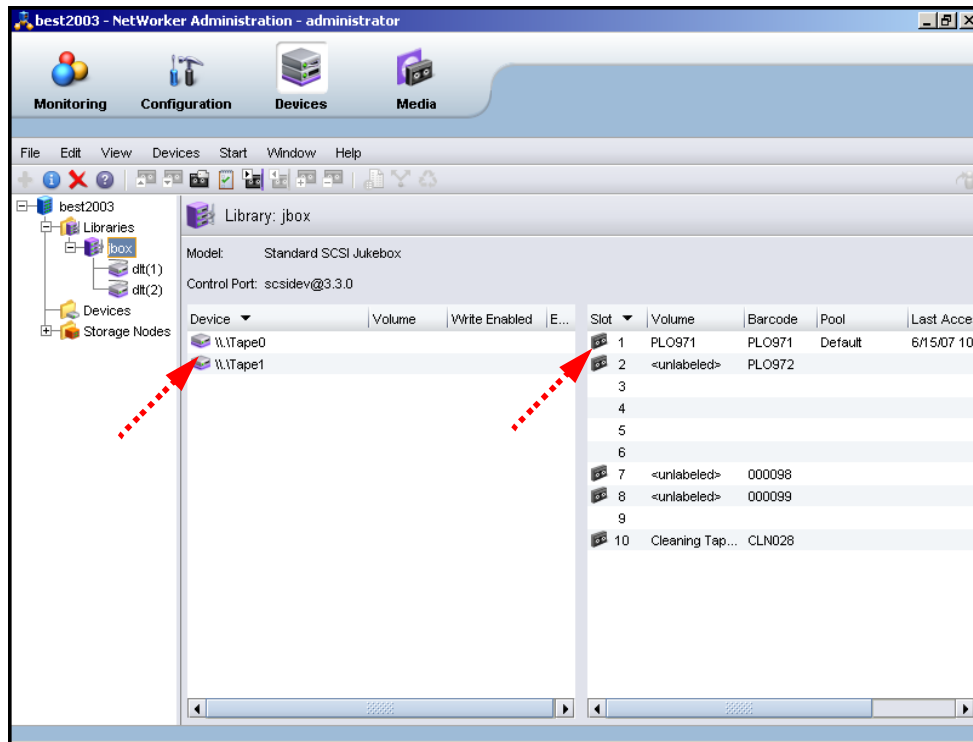 best2003 - NetWorker Administration - administrator
Monitoring Configuration Devices Media
File Edit View Devices Start Window Help
best2003
Libraries
jbox
dlt(1)
dlt(2)
Devices
Storage Nodes
Library: jbox
Model: Standard SCSI Jukebox
Control Port: scsidev@3.3.0
Device Volume Write Enabled E...
\\.\Tape0
\\.\Tape1
Slot Volume Barcode Pool Last Acce
1 PLO971 PLO971 Default 6/15/07 10
2 <unlabeled> PLO972
3
4
5
6
7 <unlabeled> 000098
8 <unlabeled> 000099
9
10 Cleaning Tap... CLN028